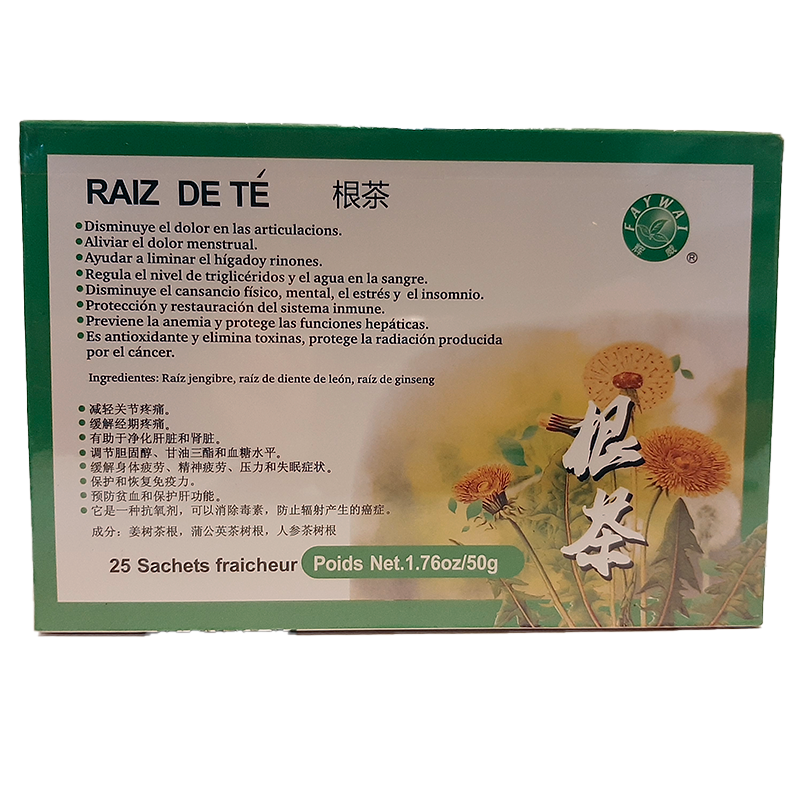 RAIZ DE TÉ 根茶
FAYWAI
®
• Disminuye el dolor en las articulacions.
• Aliviar el dolor menstrual.
• Ayudar a liminar el hígadoy rinones.
• Regula el nivel de triglicéridos y el agua en la sangre.
• Disminuye el cansancio físico, mental, el estrés y el insomnio.
• Protección y restauración del sistema inmune.
• Previene la anemia y protege las funciones hepáticas.
• Es antioxidante y elimina toxinas, protege la radiación producida
por el cáncer.
Ingredientes: Raíz jengibre, raíz de diente de león, raíz de ginseng
• 减轻关节疼痛。
• 缓解经期疼痛。
• 有助于净化肝脏和肾脏。
• 调节胆固醇、甘油三酯和血糖水平。
• 缓解身体疲劳、精神疲劳、压力和失眠症状。
• 保护和恢复免疫力。
• 预防贫血和保护肝功能。
• 它是一种抗氧剂，可以消除毒素，防止辐射产生的癌症。
成分：姜树茶根，蒲公英茶树根，人参茶树根
根茶
25 Sachets fraicheur Poids Net.1.76oz/50g